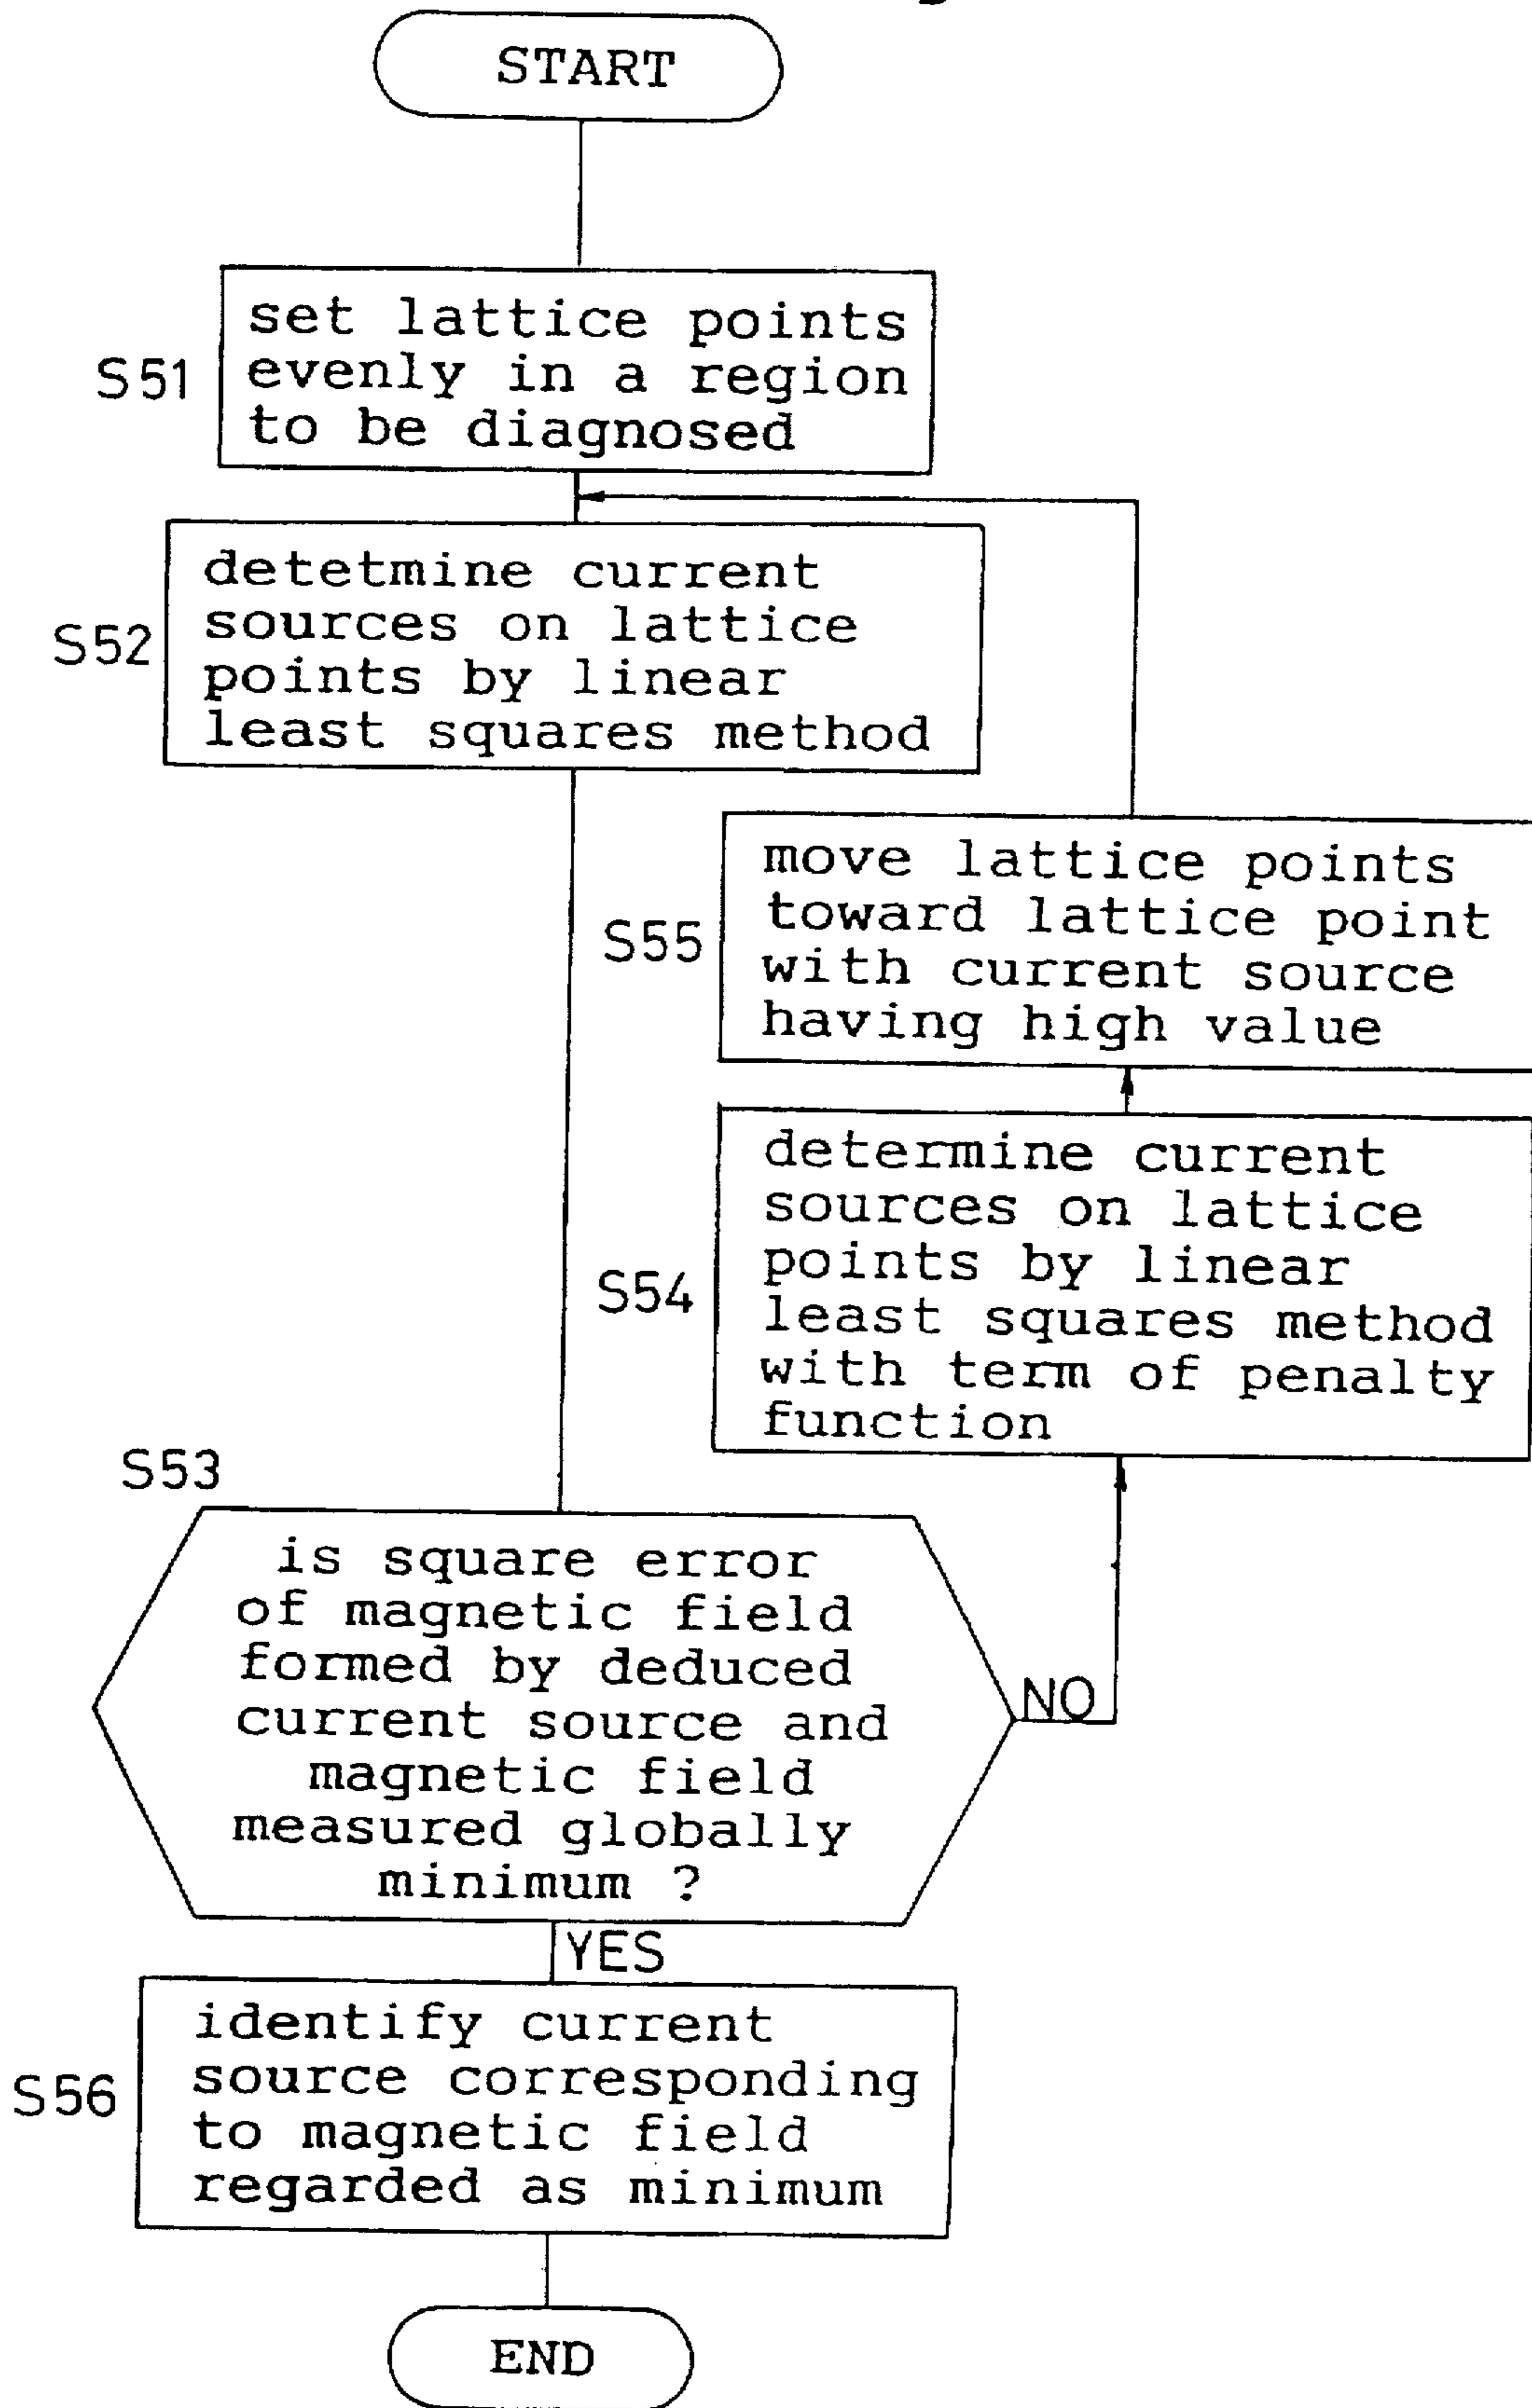 START
set lattice points
evenly in a region
to be diagnosed
S51
detetmine current
sources on lattice
points by linear
least squares method
S52
move lattice points
toward lattice point
with current source
having high value
S55
determine current
sources on lattice
points by linear
least squares method
with term of penalty
function
S54
S53
is square error
of magnetic field
formed by deduced
current source and
magnetic field
measured globally
minimum ?
NO
YES
identify current
source corresponding
to magnetic field
regarded as minimum
S56
END